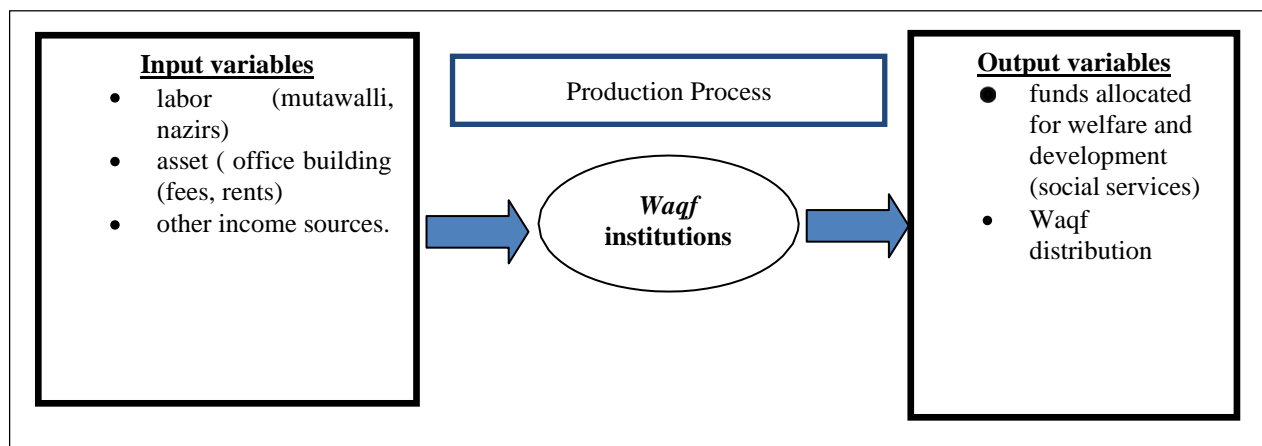 Input variables
• labor (mutawalli,
nazirs)
• asset ( office building
(fees, rents)
• other income sources.
Production Process
Waqf
institutions
Output variables
• funds allocated
for welfare and
development
(social services)
• Waqf
distribution